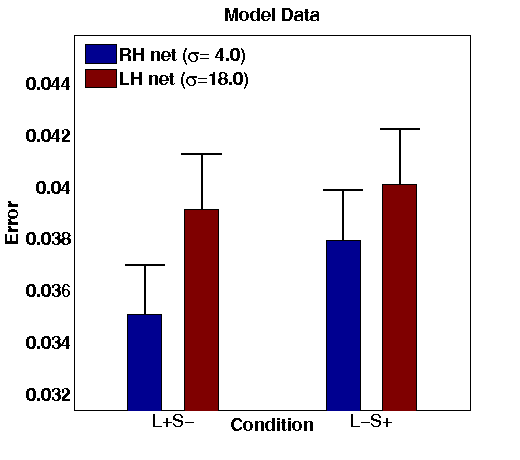 Model Data
RH net (σ= 4.0)
LH net (σ=18.0)
0.044
0.042
0.04
0.038
0.036
0.034
0.032
Error
L+S−
L−S+
Condition